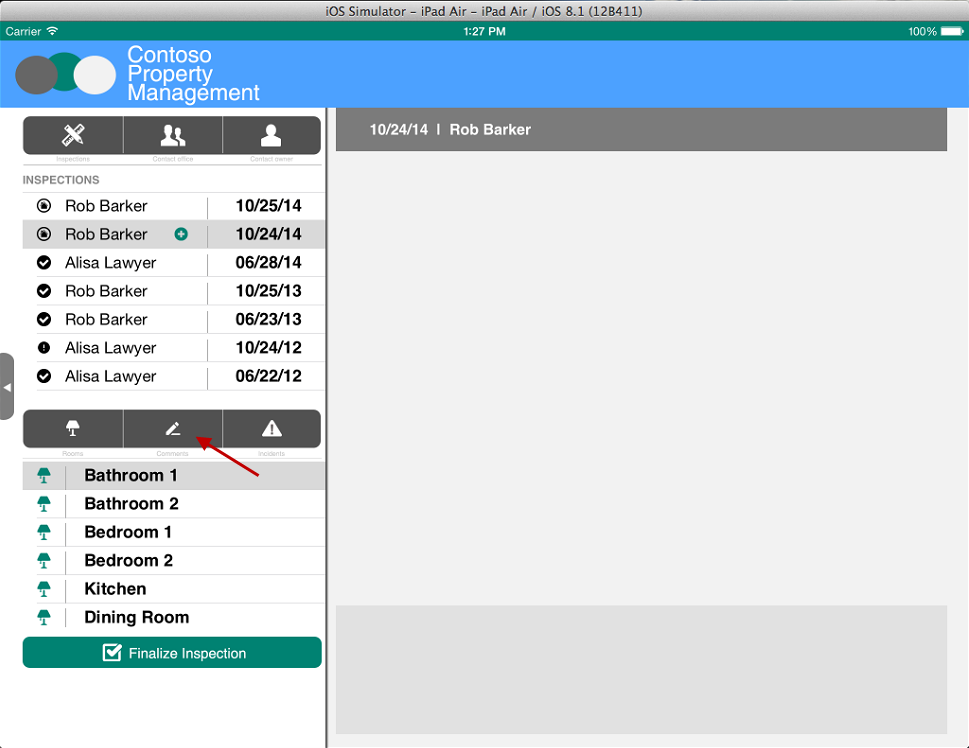 iOS Simulator – iPad Air – iPad Air / iOS 8.1 (12B411)
Carrier 1:27 PM 100%
Contoso
Property
Management
Inspections Contact office Contact owner
10/24/14 | Rob Barker
INSPECTIONS
Rob Barker 10/25/14
Rob Barker 10/24/14
Alisa Lawyer 06/28/14
Rob Barker 10/25/13
Rob Barker 06/23/13
Alisa Lawyer 10/24/12
Alisa Lawyer 06/22/12
Rooms Comments Incidents
Bathroom 1
Bathroom 2
Bedroom 1
Bedroom 2
Kitchen
Dining Room
Finalize Inspection